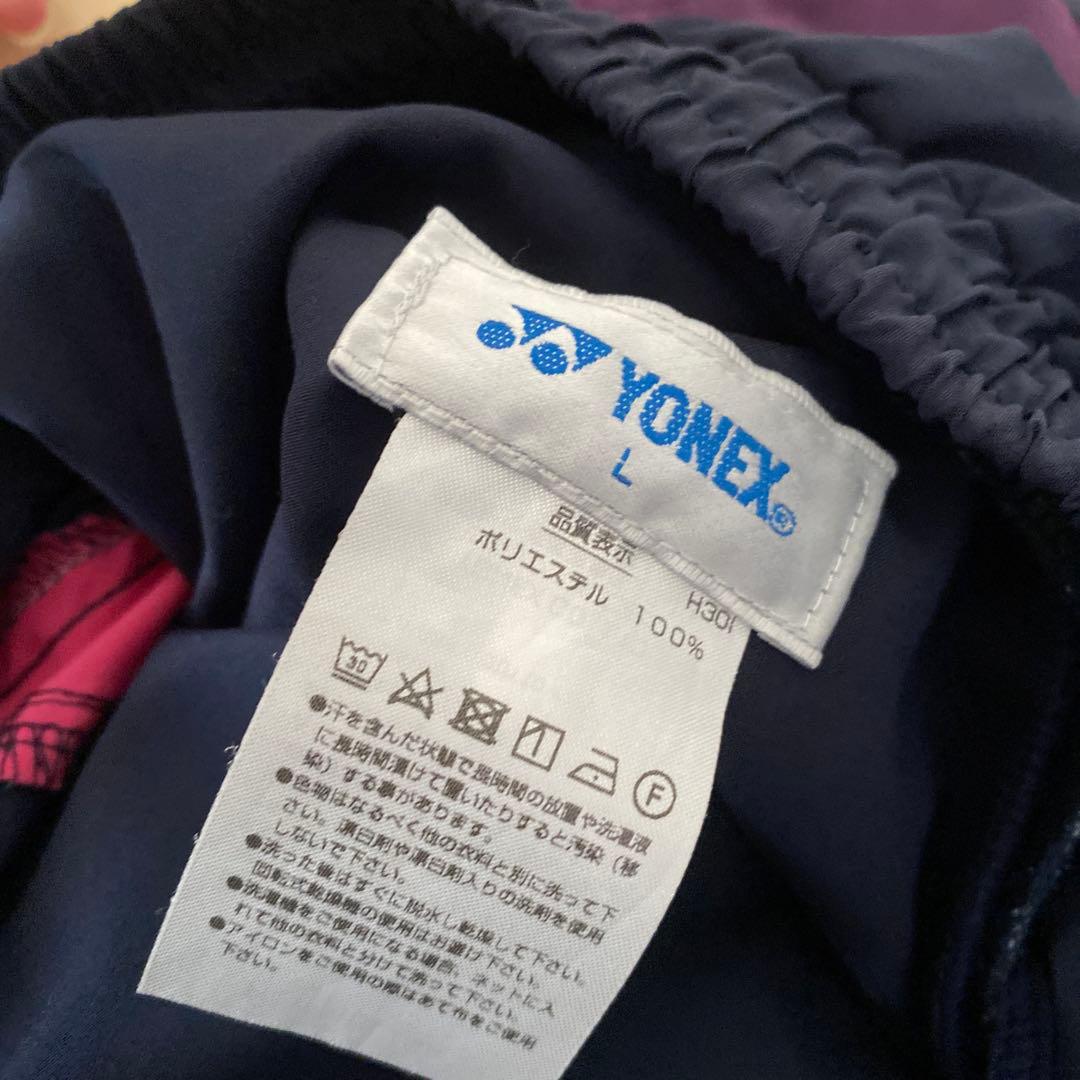 YONEX®
L
品質表示
H301
ポリエステル 100%
30
F
●汗を含んだ状態で長時間の放置や洗濯液
に長時間漬けて置いたりすると汚染(移
染)する事があります。
●色物はなるべく他の衣料と別に洗って下
さい。漂白剤や漂白剤入りの洗剤を使用
しないで下さい。
●洗った後はすぐに脱水し乾燥して下さい。
回転式乾燥機の使用はお避け下さい。
●洗濯機をご使用になる場合、ネットに入
れて他の衣料と分けて洗って下さい。
●アイロンをご使用の際はあて布をご使用
下さい。